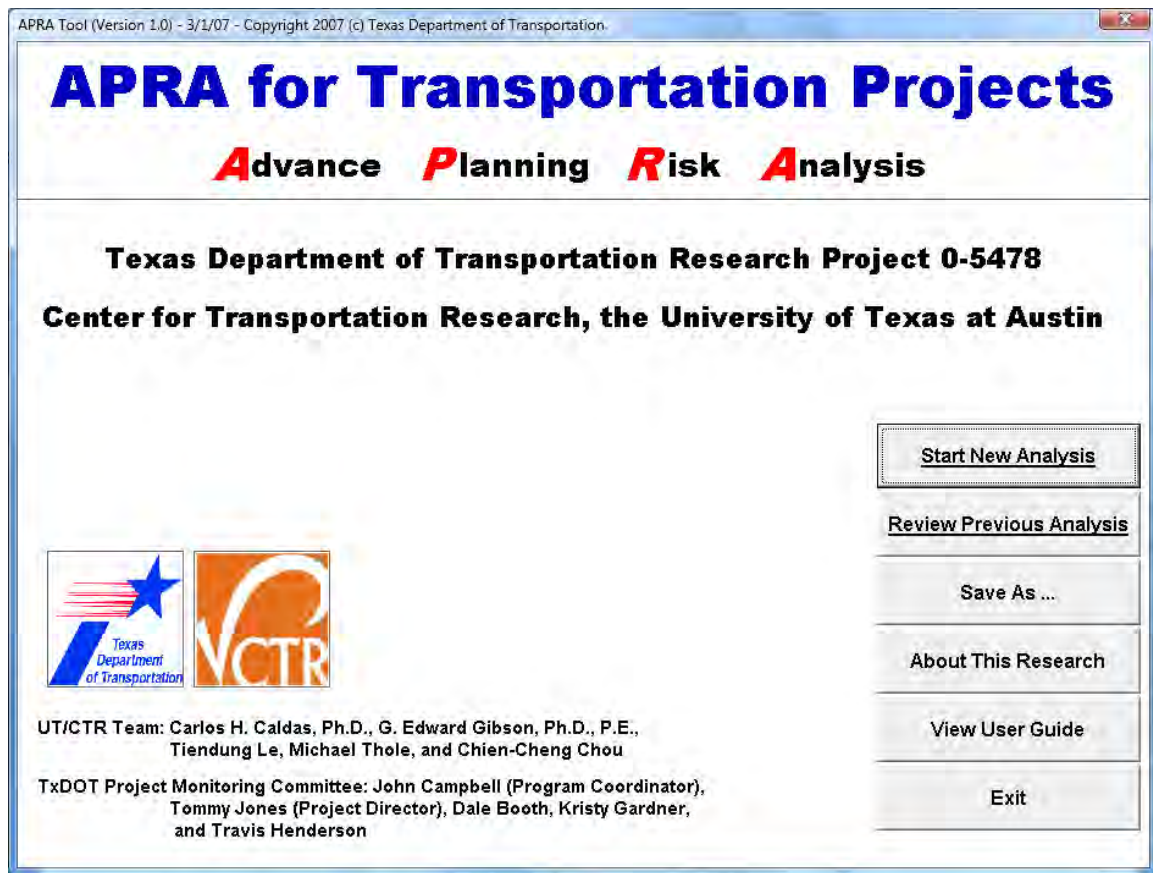 APRA Tool (Version 1.0) - 3/1/07 - Copyright 2007 (c) Texas Department of Transportation
APRA for Transportation Projects
Advance Planning Risk Analysis
Texas Department of Transportation Research Project 0-5478
Center for Transportation Research, the University of Texas at Austin
Start New Analysis
Review Previous Analysis
Save As ...
About This Research
View User Guide
Exit
Texas
Department
of Transportation
CTR
UT/CTR Team: Carlos H. Caldas, Ph.D., G. Edward Gibson, Ph.D., P.E.,
Tiendung Le, Michael Thole, and Chien-Cheng Chou
TxDOT Project Monitoring Committee: John Campbell (Program Coordinator),
Tommy Jones (Project Director), Dale Booth, Kristy Gardner,
and Travis Henderson